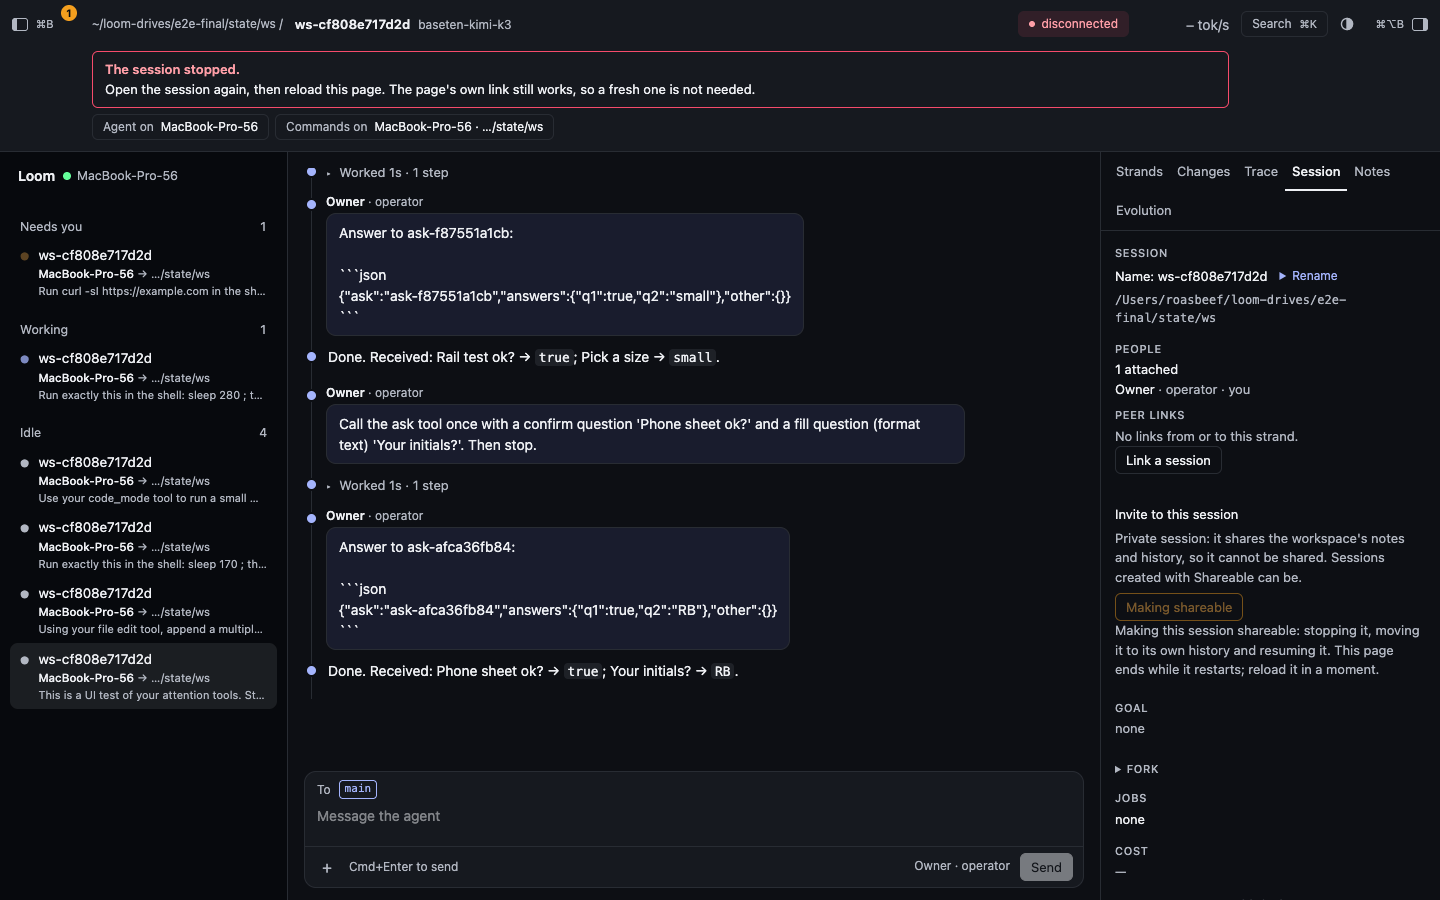 ⌘B
1
~/loom-drives/e2e-final/state/ws / ws-cf808e717d2d baseten-kimi-k3
disconnected
– tok/s
Search ⌘K
⌘⌥B
The session stopped.
Open the session again, then reload this page. The page's own link still works, so a fresh one is not needed.
Agent on MacBook-Pro-56
Commands on MacBook-Pro-56 · …/state/ws
Loom MacBook-Pro-56
Needs you 1
ws-cf808e717d2d
MacBook-Pro-56 → …/state/ws
Run curl -sI https://example.com in the sh…
Working 1
ws-cf808e717d2d
MacBook-Pro-56 → …/state/ws
Run exactly this in the shell: sleep 280 ; t…
Idle 4
ws-cf808e717d2d
MacBook-Pro-56 → …/state/ws
Use your code_mode tool to run a small …
ws-cf808e717d2d
MacBook-Pro-56 → …/state/ws
Run exactly this in the shell: sleep 170 ; th…
ws-cf808e717d2d
MacBook-Pro-56 → …/state/ws
Using your file edit tool, append a multipl…
ws-cf808e717d2d
MacBook-Pro-56 → …/state/ws
This is a UI test of your attention tools. St…
Worked 1s · 1 step
Owner · operator
Answer to ask-f87551a1cb:
```json
{"ask":"ask-f87551a1cb","answers":{"q1":true,"q2":"small"},"other":{}}
```
Done. Received: Rail test ok? → true; Pick a size → small.
Owner · operator
Call the ask tool once with a confirm question 'Phone sheet ok?' and a fill question (format
text) 'Your initials?'. Then stop.
Worked 1s · 1 step
Owner · operator
Answer to ask-afca36fb84:
```json
{"ask":"ask-afca36fb84","answers":{"q1":true,"q2":"RB"},"other":{}}
```
Done. Received: Phone sheet ok? → true; Your initials? → RB.
To main
Message the agent
+ Cmd+Enter to send
Owner · operator
Send
Strands Changes Trace Session Notes
Evolution
SESSION
Name: ws-cf808e717d2d ▶ Rename
/Users/roasbeef/loom-drives/e2e-
final/state/ws
PEOPLE
1 attached
Owner · operator · you
PEER LINKS
No links from or to this strand.
Link a session
Invite to this session
Private session: it shares the workspace's notes
and history, so it cannot be shared. Sessions
created with Shareable can be.
Making shareable
Making this session shareable: stopping it, moving
it to its own history and resuming it. This page
ends while it restarts; reload it in a moment.
GOAL
none
▶ FORK
JOBS
none
COST
—